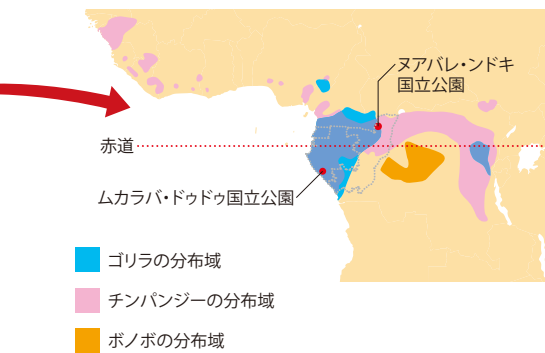 ヌアバレ・ンドキ
国立公園
赤道
ムカラバ・ドゥドゥ国立公園
ゴリラの分布域
チンパンジーの分布域
ボノボの分布域